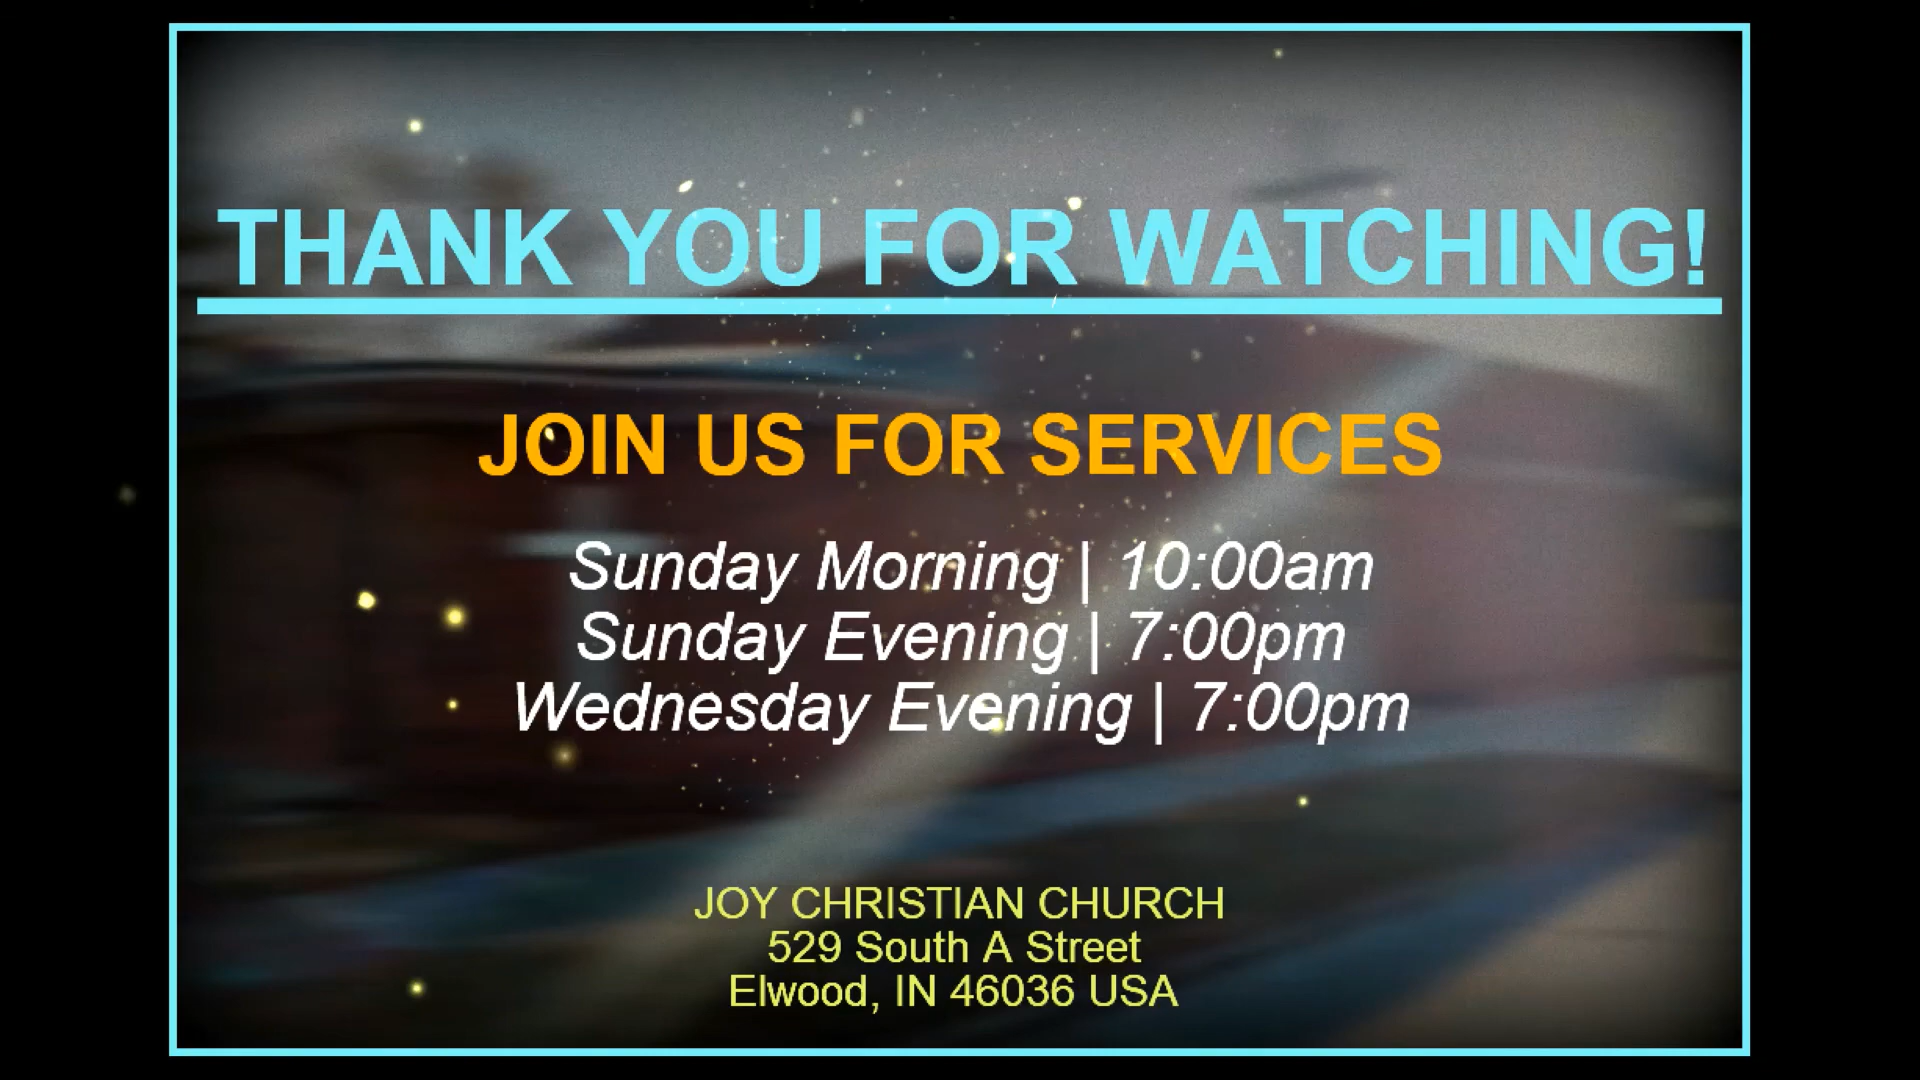 THANK YOU FOR WATCHING!
JOIN US FOR SERVICES
Sunday Morning | 10:00am
Sunday Evening | 7:00pm
Wednesday Evening | 7:00pm
JOY CHRISTIAN CHURCH
529 South A Street
Elwood, IN 46036 USA